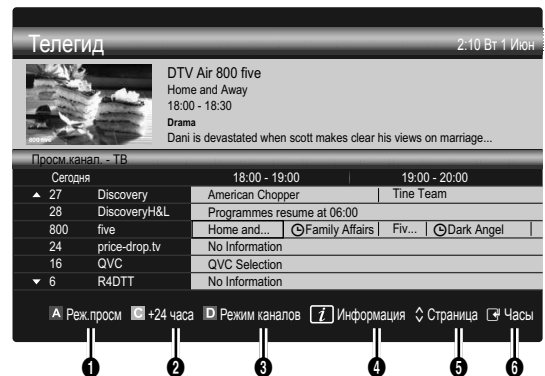 Телегид 2:10 Вт 1 Июн
DTV Air 800 five
Home and Away
18:00 - 18:30
Drama
Dani is devastated when scott makes clear his views on marriage...
800 five
Просм.канал. - ТВ
Сегодня 18:00 - 19:00 19:00 - 20:00
▲ 27 Discovery American Chopper Tine Team
28 DiscoveryH&L Programmes resume at 06:00
800 five Home and... Family Affairs Fiv... Dark Angel
24 price-drop.tv No Information
16 QVC QVC Selection
▼ 6 R4DTT No Information
A Реж.просм C +24 часа D Режим каналов i Информация Страница Часы
1 2 3 4 5 6